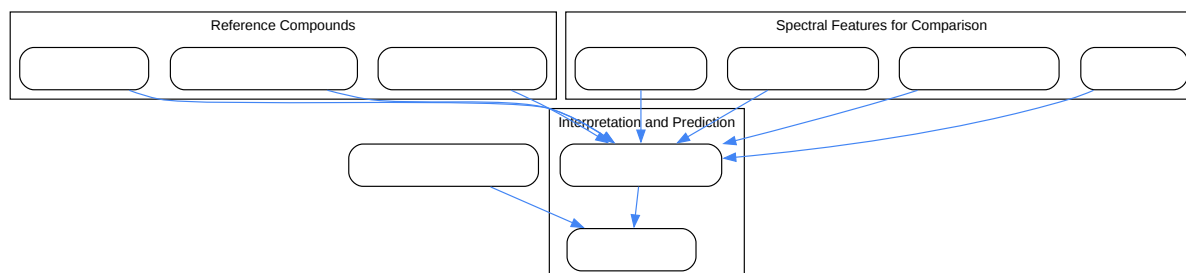 Reference Compounds
Spectral Features for Comparison
Interpretation and Prediction